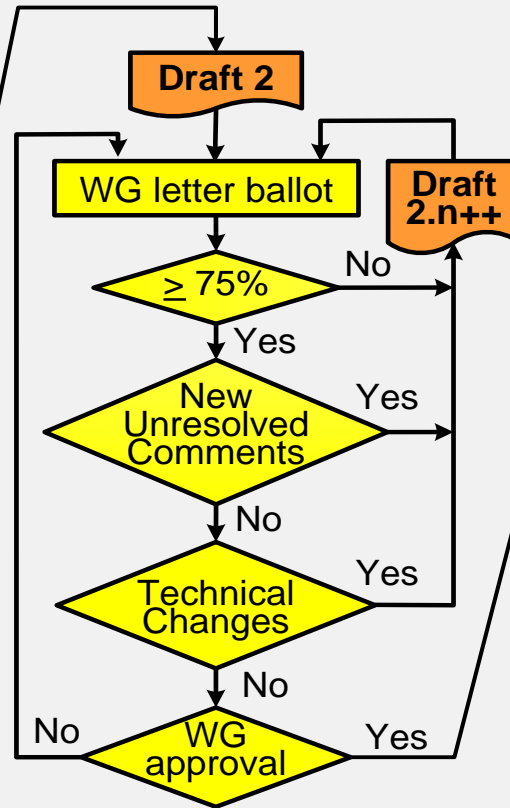 Draft 2
WG letter ballot
Draft
2.n++
≥ 75%
No
Yes
New
Unresolved
Comments
Yes
No
Technical
Changes
Yes
No
No
WG
approval
Yes